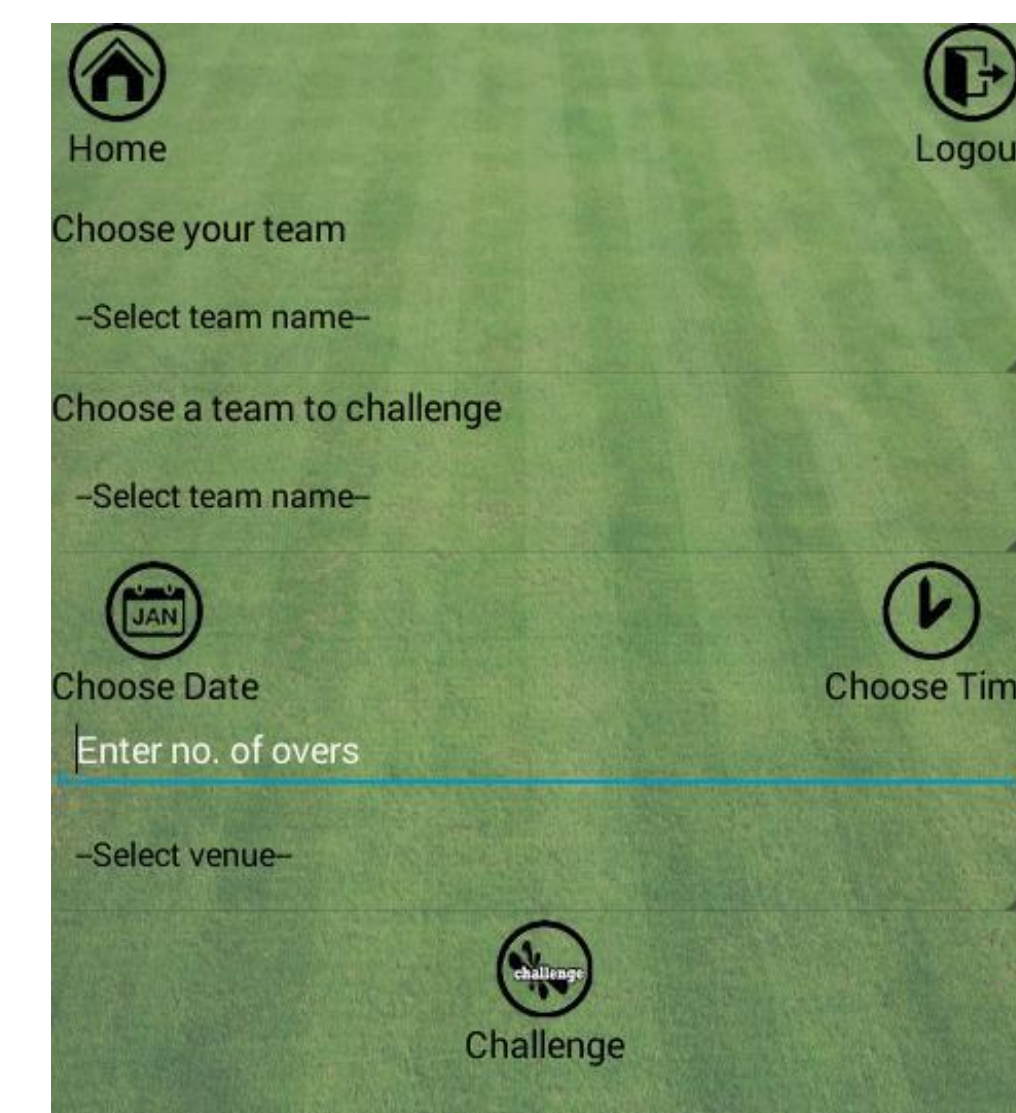 Home
Logou
Choose your team
--Select team name--
Choose a team to challenge
--Select team name--
JAN
Choose Date
Choose Tim
Enter no. of overs
--Select venue--
challenge
Challenge